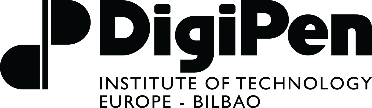 DigiPen
INSTITUTE OF TECHNOLOGY
EUROPE - BILBAO